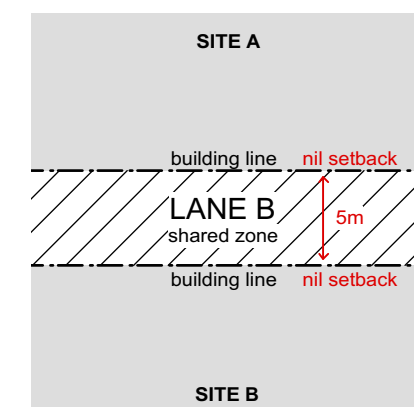 SITE A
building line nil setback
LANE B
5m
shared zone
building line nil setback
SITE B